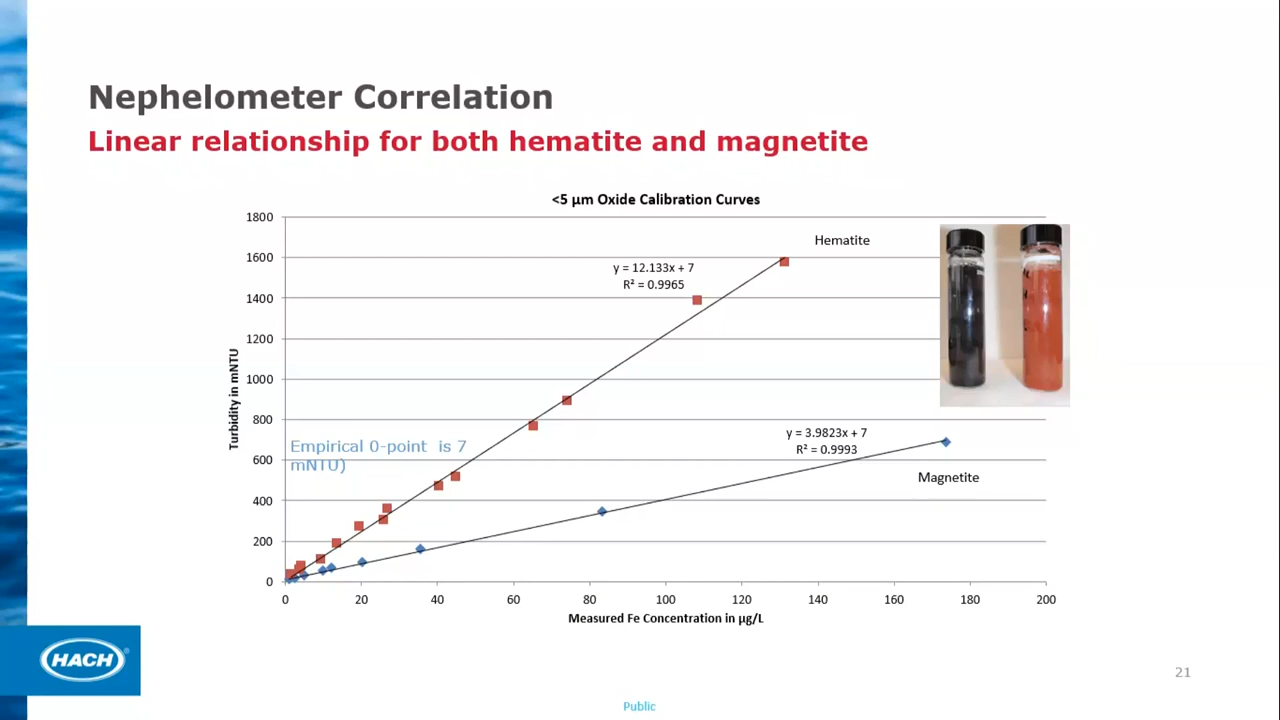 Nephelometer Correlation
Linear relationship for both hematite and magnetite
<5 µm Oxide Calibration Curves
1800
1600
1400
1200
1000
800
600
400
200
0
Turbidity in mNTU
Hematite
y = 12.133x + 7
R² = 0.9965
Empirical 0-point  is 7
mNTU)
y = 3.9823x + 7
R² = 0.9993
Magnetite
0
20
40
60
80
100
120
140
160
180
200
Measured Fe Concentration in µg/L
HACH®
21
Public